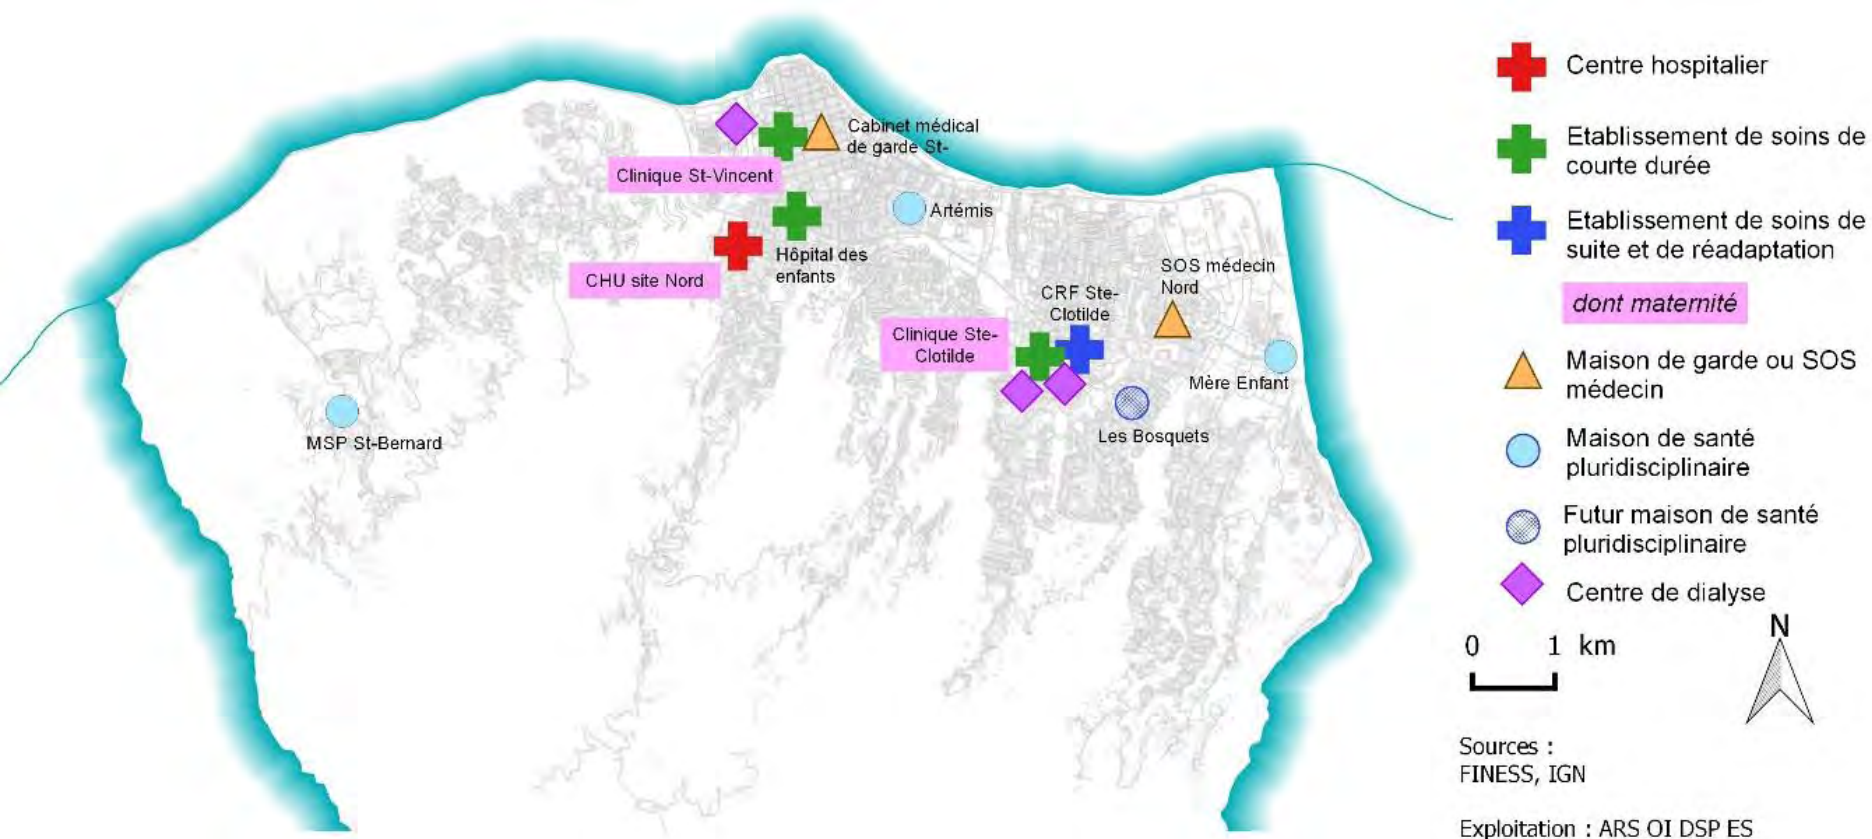 Cabinet médical
de garde St-
Clinique St-Vincent
Artémis
Hôpital des
enfants
CHU site Nord
SOS médecin
Nord
CRF Ste-
Clotilde
Clinique Ste-
Clotilde
Mère Enfant
Les Bosquets
MSP St-Bernard
Centre hospitalier
Etablissement de soins de
courte durée
Etablissement de soins de
suite et de réadaptation
dont maternité
Maison de garde ou SOS
médecin
Maison de santé
pluridisciplinaire
Futur maison de santé
pluridisciplinaire
Centre de dialyse
0 1 km
N
Sources :
FINESS, IGN
Exploitation : ARS OI DSP ES